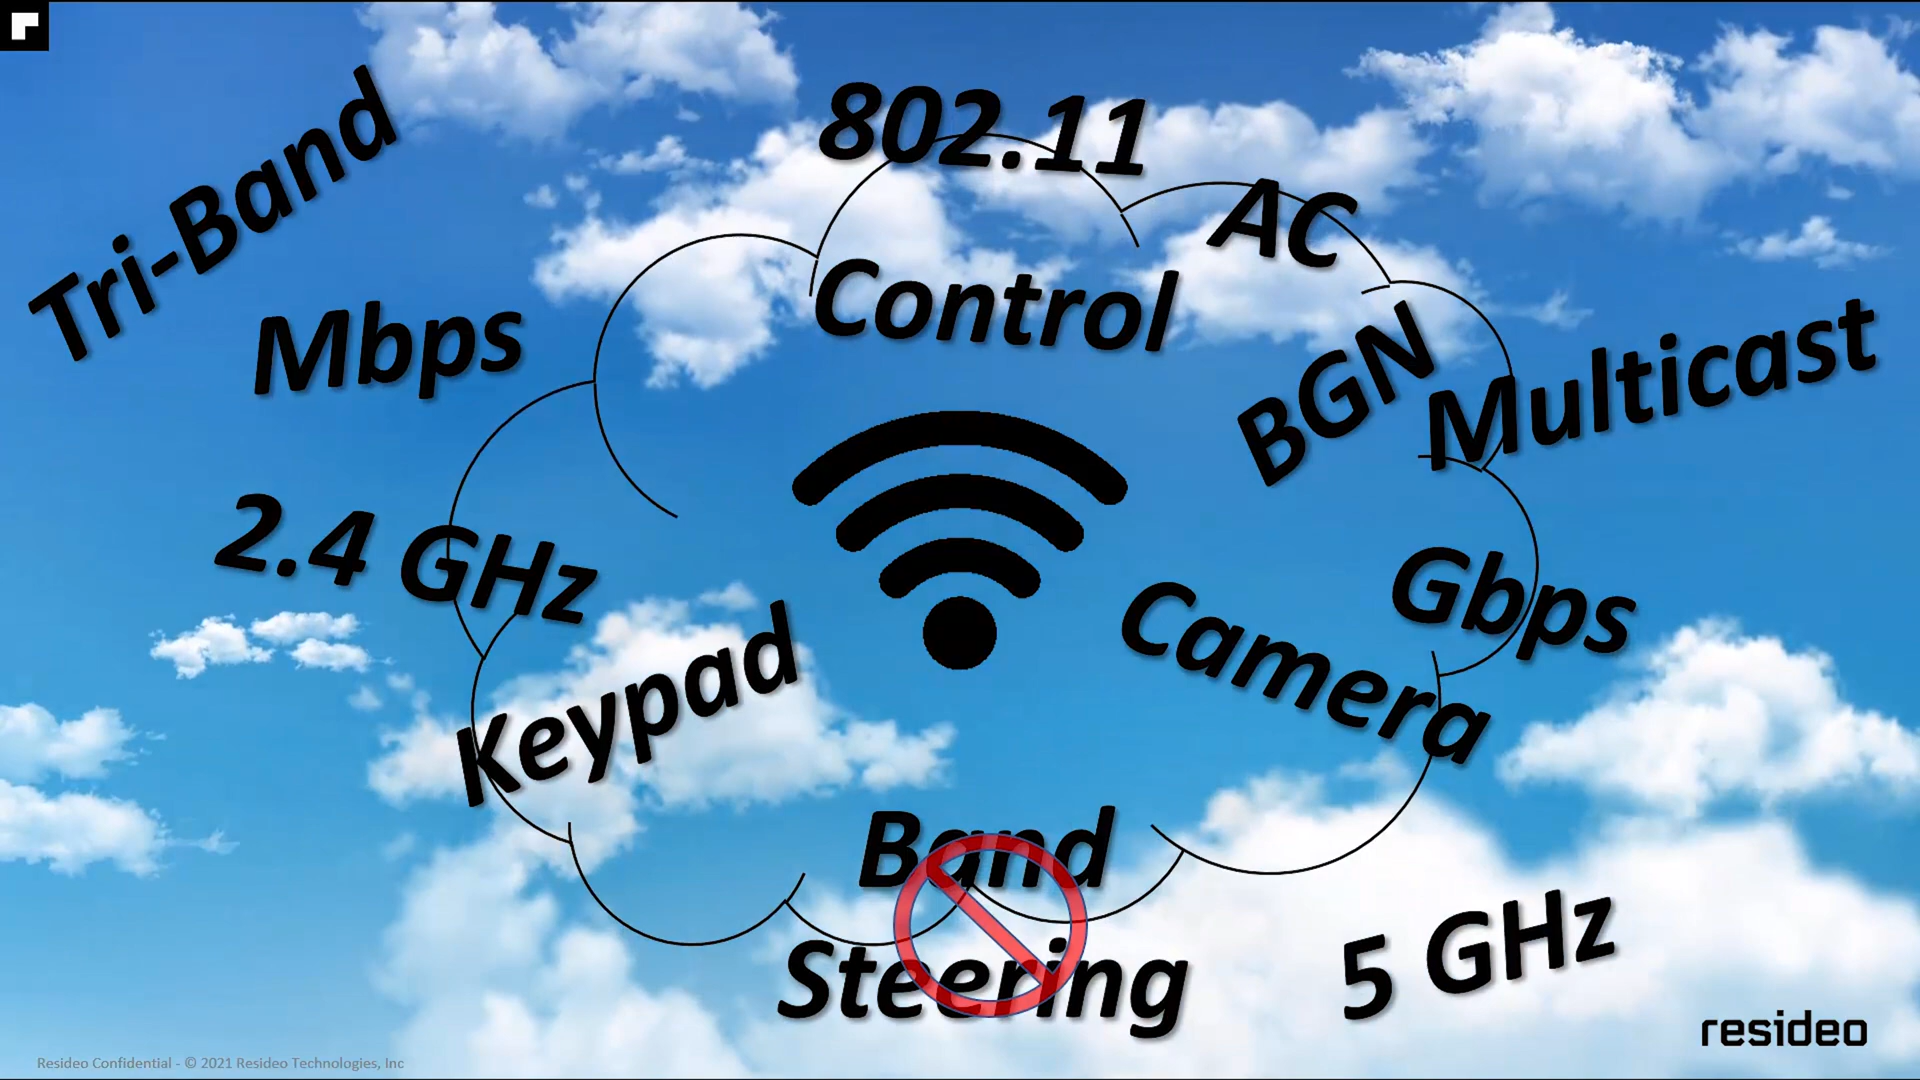 Tri-Band
802.11
AC
Mbps
Control
BGN
Multicast
2.4 GHz
Gbps
Keypad
Camera
Band
Steering
5 GHz
resideo
Resideo Confidential - © 2021 Resideo Technologies, Inc